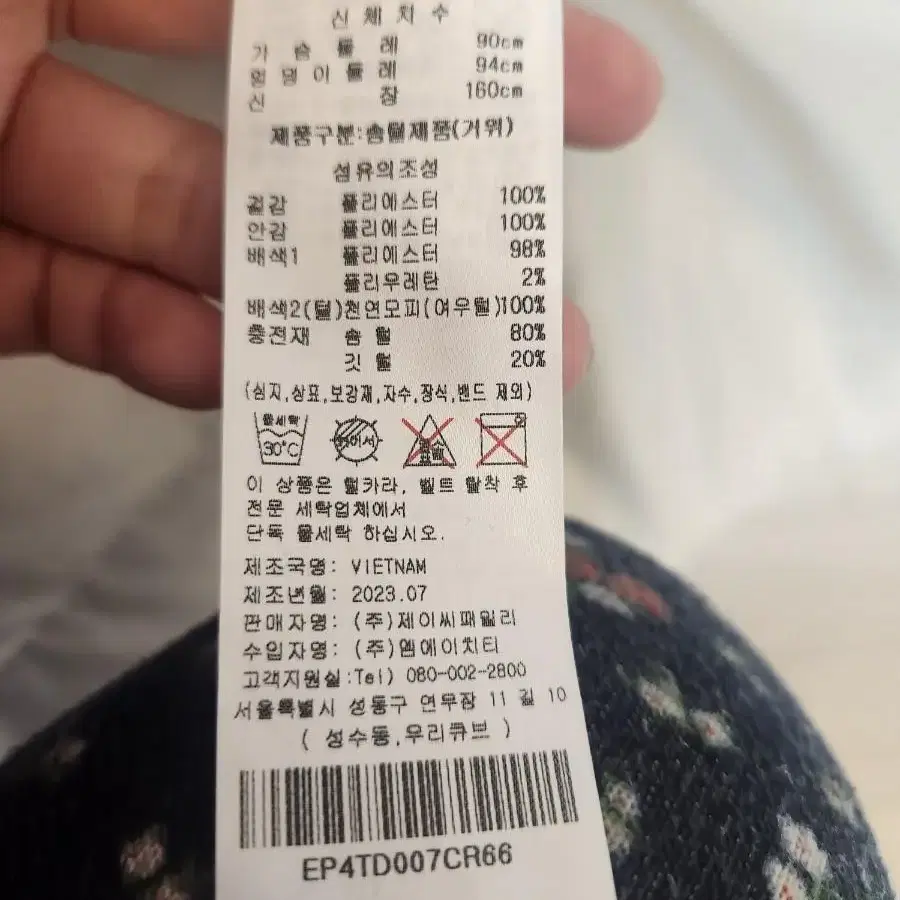 신체치수
가슴둘레 90cm
엉덩이둘레 94cm
신장 160cm
제품구분:솜털제품(거위)
섬유의조성
겉감 폴리에스터 100%
안감 폴리에스터 100%
배색1 폴리에스터 98%
폴리우레탄 2%
배색2(털)천연모피(여우털)100%
충전재 솜털 80%
깃털 20%
(심지,상표,보강재,자수,장식,밴드 제외)
물세탁
30°C
이 상품은 털카라, 벨트 탈착 후
전문 세탁업체에서
단독 물세탁 하십시오.
제조국명: VIETNAM
제조년월: 2023.07
판매자명: (주)제이씨패밀리
수입자명: (주)엠에이치티
고객지원실:Tel) 080-002-2800
서울특별시 성동구 연무장 11 길 10
( 성수동,우리큐브 )
EP4TD007CR66